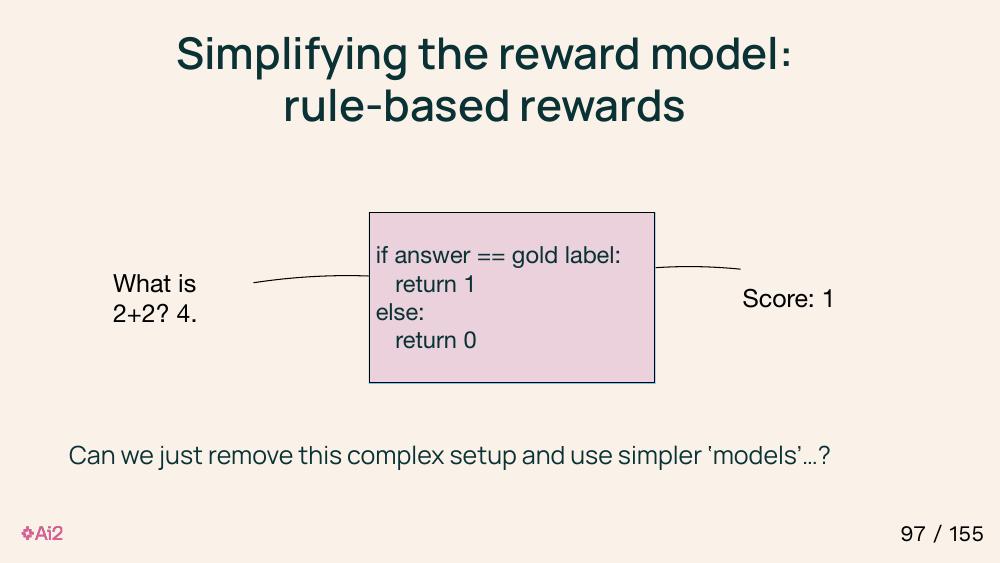 Simplifying the reward model:
rule-based rewards
What is
2+2? 4.
if answer == gold label:
return 1
else:
return 0
Score: 1
Can we just remove this complex setup and use simpler ‘models’…?
Ai2
97 / 155